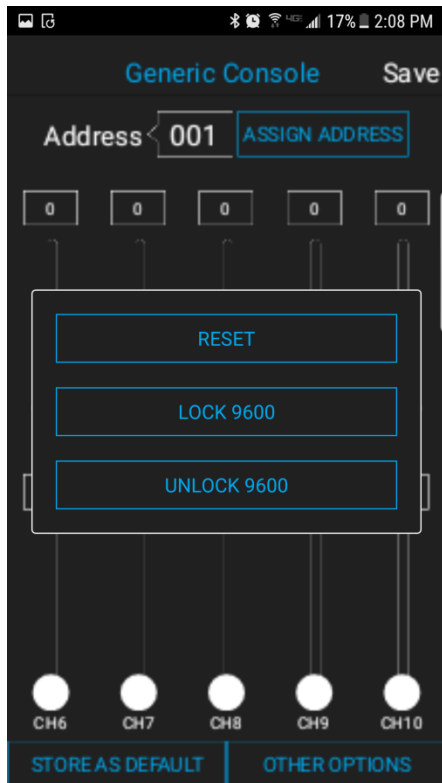 4GE 17% 2:08 PM
Generic Console Save
Address 001 ASSIGN ADDRESS
0 0 0 0 0
RESET
LOCK 9600
UNLOCK 9600
CH6 CH7 CH8 CH9 CH10
STORE AS DEFAULT OTHER OPTIONS